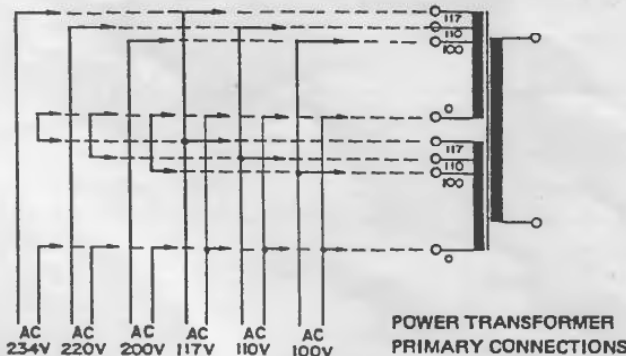 117
110
100
0
117
110
100
0
AC AC AC AC AC AC
234V 220V 200V 117V 110V 100V
POWER TRANSFORMER
PRIMARY CONNECTIONS